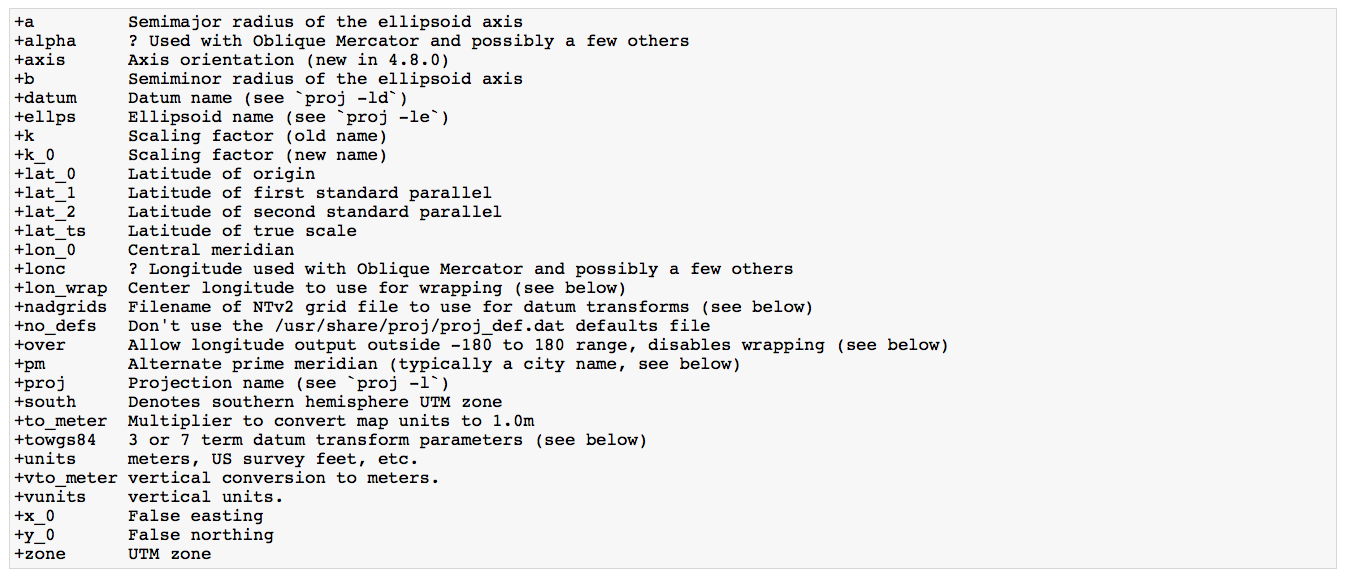 +a         Semimajor radius of the ellipsoid axis
+alpha     ? Used with Oblique Mercator and possibly a few others
+axis      Axis orientation (new in 4.8.0)
+b         Semiminor radius of the ellipsoid axis
+datum     Datum name (see `proj -ld`)
+ellps     Ellipsoid name (see `proj -le`)
+k         Scaling factor (old name)
+k_0       Scaling factor (new name)
+lat_0     Latitude of origin
+lat_1     Latitude of first standard parallel
+lat_2     Latitude of second standard parallel
+lat_ts    Latitude of true scale
+lon_0     Central meridian
+lonc      ? Longitude used with Oblique Mercator and possibly a few others
+lon_wrap  Center longitude to use for wrapping (see below)
+nadgrids  Filename of NTv2 grid file to use for datum transforms (see below)
+no_defs   Don't use the /usr/share/proj/proj_def.dat defaults file
+over      Allow longitude output outside -180 to 180 range, disables wrapping (see below)
+pm        Alternate prime meridian (typically a city name, see below)
+proj      Projection name (see `proj -l`)
+south     Denotes southern hemisphere UTM zone
+to_meter  Multiplier to convert map units to 1.0m
+towgs84   3 or 7 term datum transform parameters (see below)
+units     meters, US survey feet, etc.
+vto_meter vertical conversion to meters.
+vunits    vertical units.
+x_0       False easting
+y_0       False northing
+zone      UTM zone